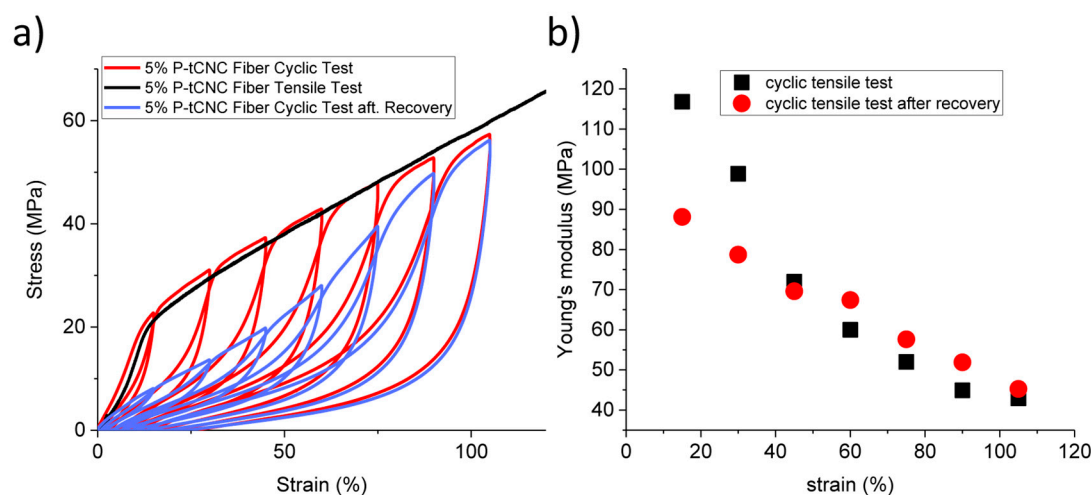 a)
5% P-tCNC Fiber Cyclic Test
5% P-tCNC Fiber Tensile Test
5% P-tCNC Fiber Cyclic Test aft. Recovery
60
40
20
0
Stress (MPa)
0 50 100
Strain (%)
b)
cyclic tensile test
cyclic tensile test after recovery
120
110
100
90
80
70
60
50
40
Young's modulus (MPa)
0 20 40 60 80 100 120
strain (%)